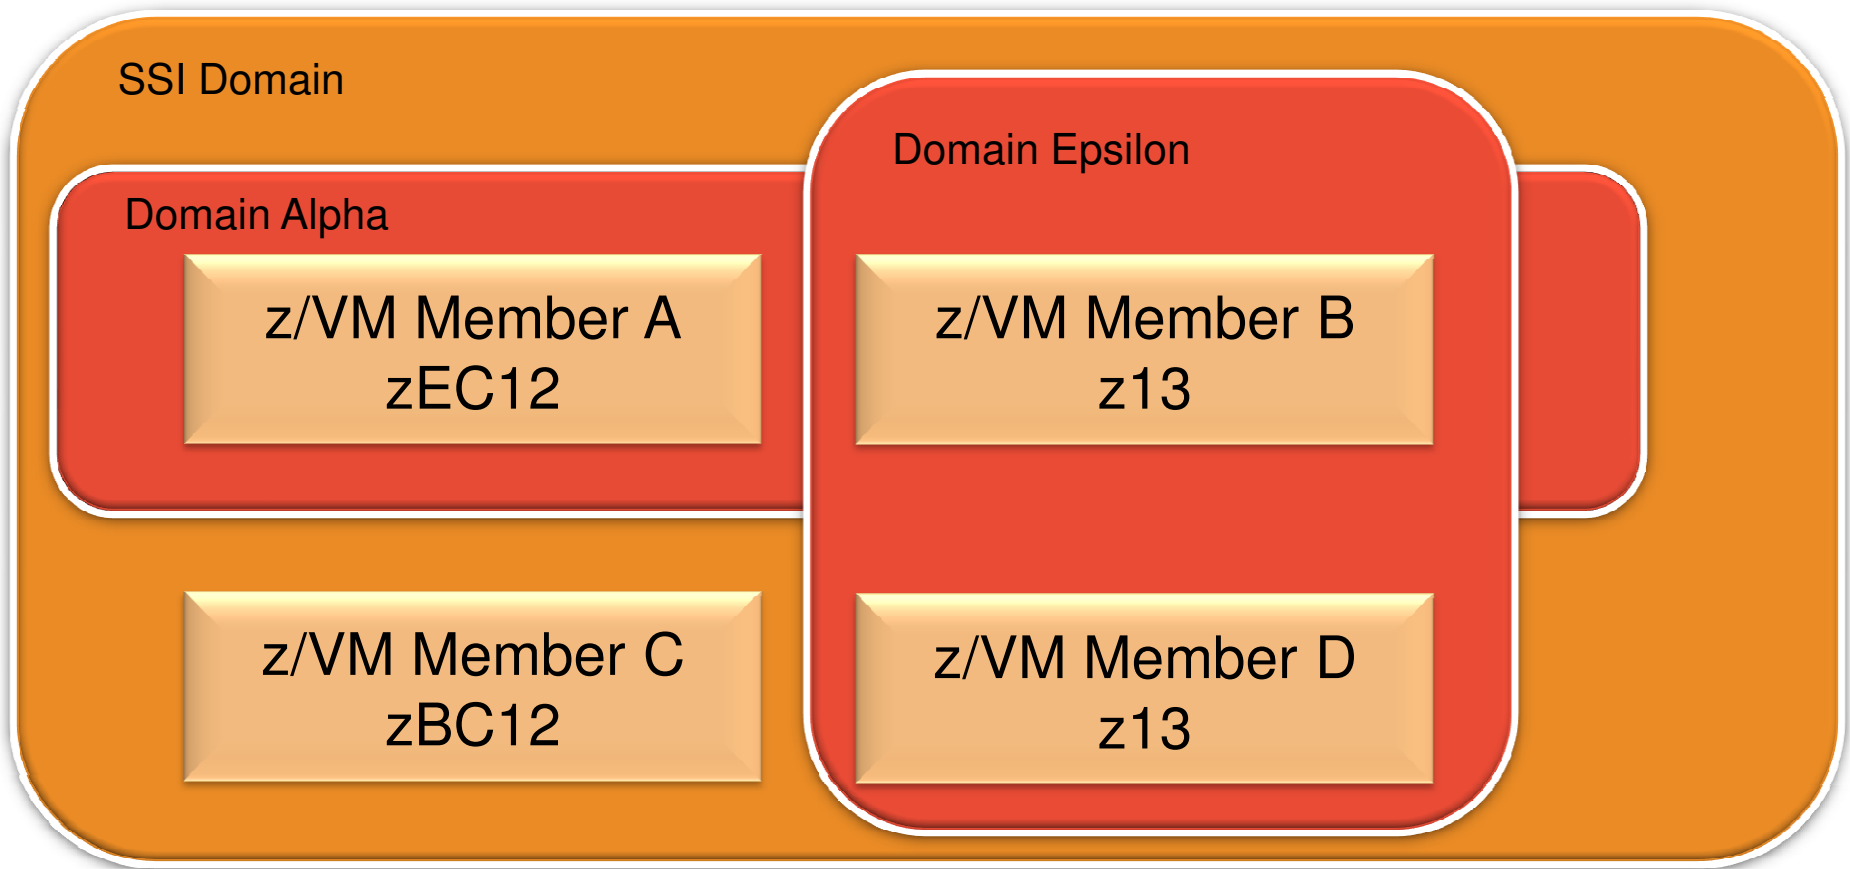 SSI Domain
Domain Epsilon
Domain Alpha
z/VM Member A
zEC12
z/VM Member B
z13
z/VM Member C
zBC12
z/VM Member D
z13